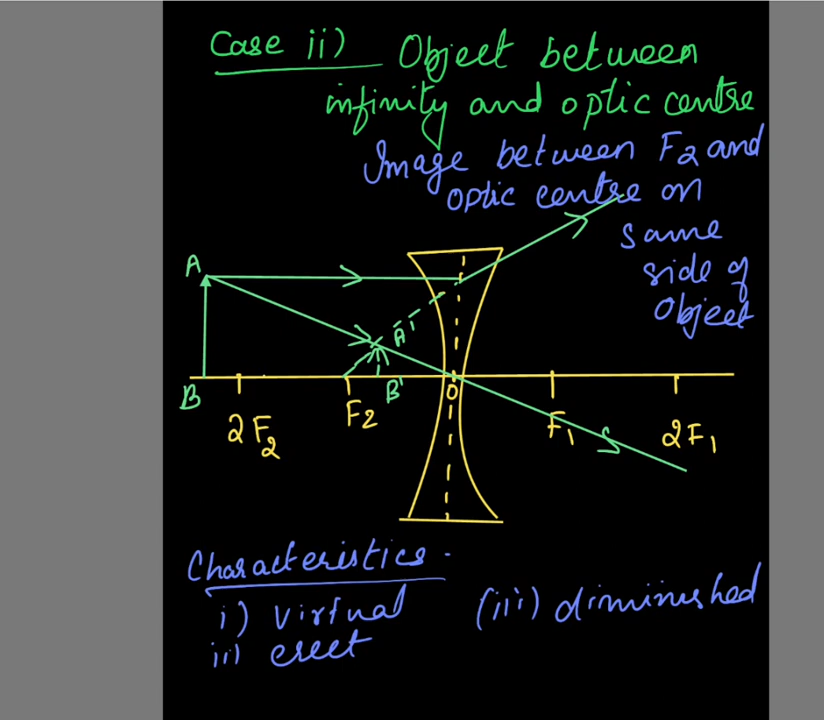 Case ii) Object between
infinity and optic centre
Image between F2 and
optic centre on
same
side of
Object
A
A'
B
B'
O
2F2
F2
F1
2F1
Characteristics.
i) Virtual
ii) erect
(iii) diminished